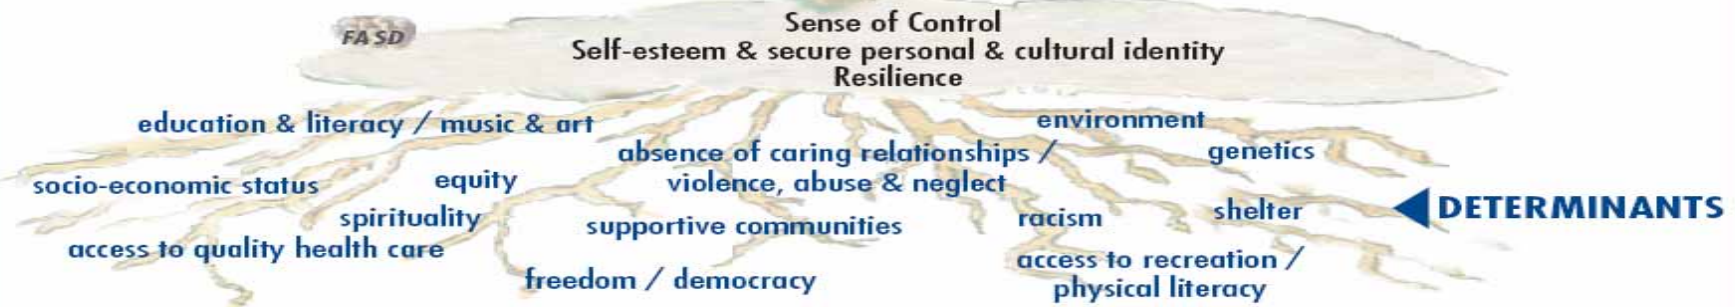 FASD
Sense of Control
Self-esteem & secure personal & cultural identity
Resilience
education & literacy / music & art
environment
absence of caring relationships /
violence, abuse & neglect
genetics
socio-economic status
equity
spirituality
supportive communities
racism
shelter
DETERMINANTS
access to quality health care
freedom / democracy
access to recreation /
physical literacy